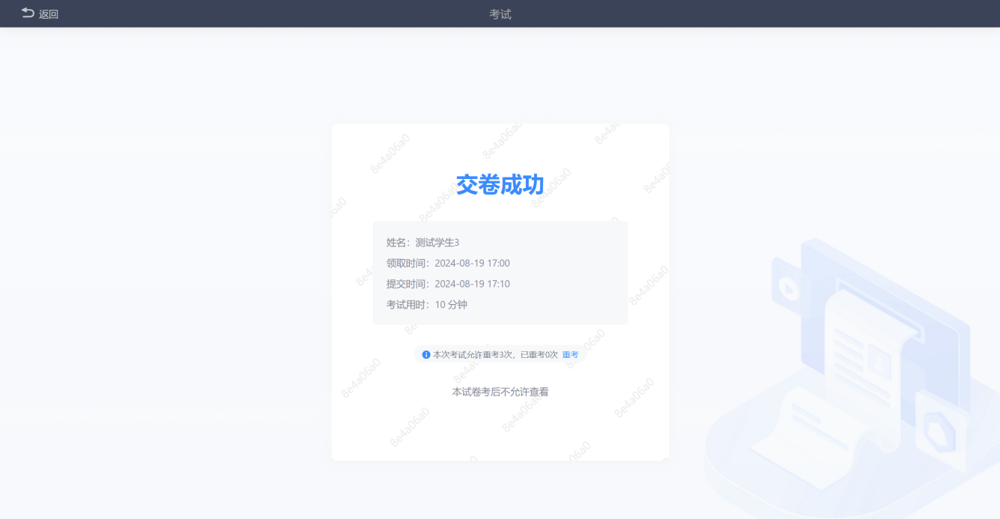 返回
考试
交卷成功
姓名：测试学生3
领取时间：2024-08-19 17:00
提交时间：2024-08-19 17:10
考试用时：10 分钟
本次考试允许重考3次，已重考0次 重考
本试卷考后不允许查看
8e4a06a0